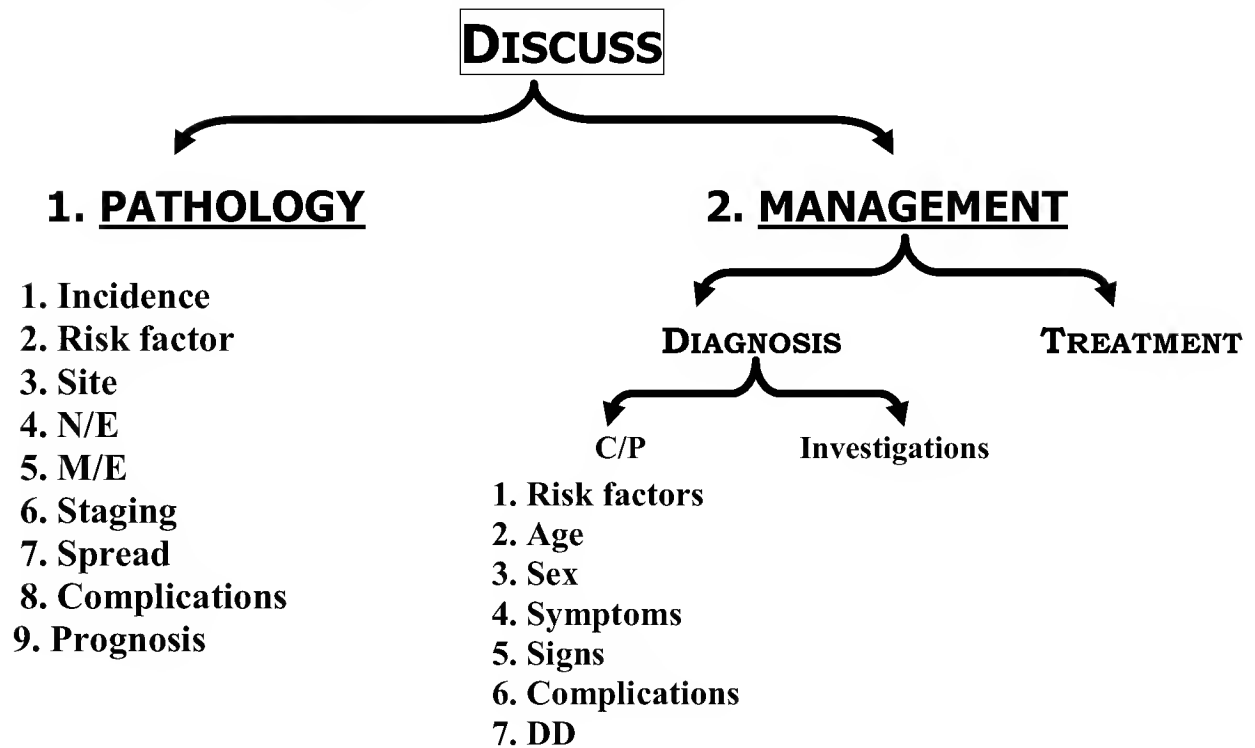 DISCUSS
1. PATHOLOGY
1. Incidence
2. Risk factor
3. Site
4. N/E
5. M/E
6. Staging
7. Spread
8. Complications
9. Prognosis
2. MANAGEMENT
DIAGNOSIS
TREATMENT
C/P
Investigations
1. Risk factors
2. Age
3. Sex
4. Symptoms
5. Signs
6. Complications
7. DD